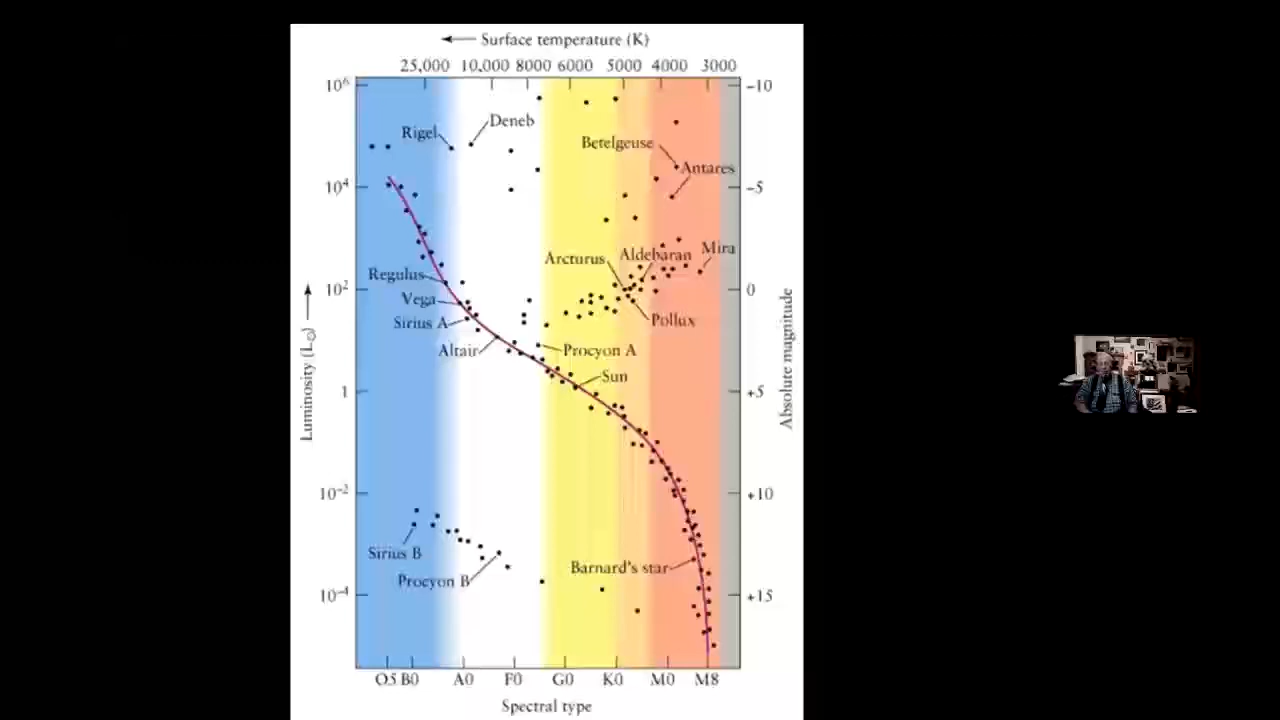 Surface temperature (K)
25,000 10,000 8000 6000 5000 4000 3000
10⁶ -10
Deneb
Rigel
Betelgeuse
Antares
10⁴ -5
Mira
Arcturus Aldebaran
Regulus
10² 0
Vega
Pollux
Sirius A
Altair
Procyon A
Sun
1 +5
Luminosity (L⊙)
Absolute magnitude
10⁻² +10
Sirius B
Barnard's star
Procyon B
10⁻⁴ +15
O5 B0 A0 F0 G0 K0 M0 M8
Spectral type